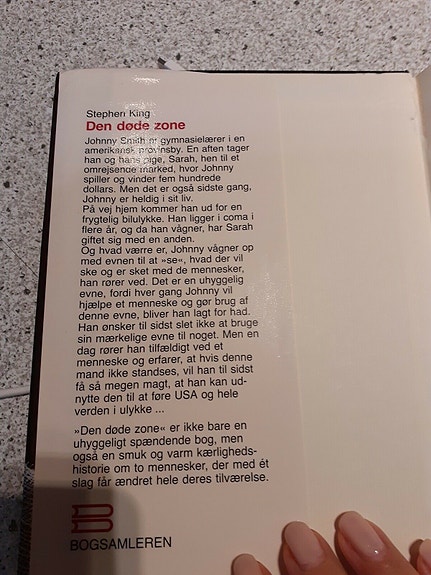 Stephen King
Den døde zone
Johnny Smith er gymnasielærer i en
amerikansk provinsby. En aften tager
han og hans pige, Sarah, hen til et
omrejsende marked, hvor Johnny
spiller og vinder fem hundrede
dollars. Men det er også sidste gang,
Johnny er heldig i sit liv.
På vej hjem kommer han ud for en
frygtelig bilulykke. Han ligger i coma i
flere år, og da han vågner, har Sarah
giftet sig med en anden.
Og hvad værre er, Johnny vågner op
med evnen til at »se«, hvad der vil
ske og er sket med de mennesker,
han rører ved. Det er en uhyggelig
evne, fordi hver gang Johnny vil
hjælpe et menneske og gør brug af
denne evne, bliver han lagt for had.
Han ønsker til sidst slet ikke at bruge
sin mærkelige evne til noget. Men en
dag rører han tilfældigt ved et
menneske og erfarer, at hvis denne
mand ikke standses, vil han til sidst
få så megen magt, at han kan ud-
nytte den til at føre USA og hele
verden i ulykke ...
»Den døde zone« er ikke bare en
uhyggeligt spændende bog, men
også en smuk og varm kærligheds-
historie om to mennesker, der med ét
slag får ændret hele deres tilværelse.
BOGSAMLEREN